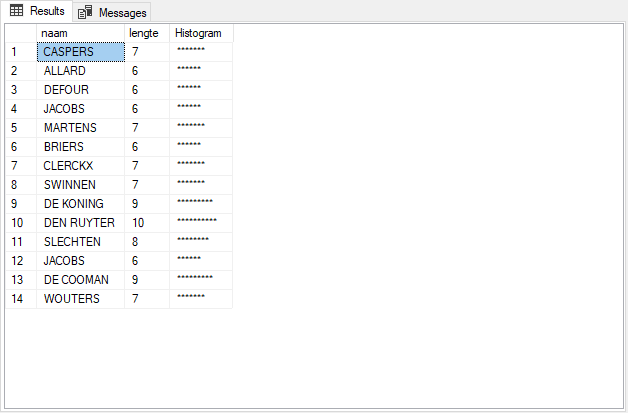 Results Messages
naam lengte Histogram
1 CASPERS 7 *******
2 ALLARD 6 ******
3 DEFOUR 6 ******
4 JACOBS 6 ******
5 MARTENS 7 *******
6 BRIERS 6 ******
7 CLERCKX 7 *******
8 SWINNEN 7 *******
9 DE KONING 9 *********
10 DEN RUYTER 10 **********
11 SLECHTEN 8 ********
12 JACOBS 6 ******
13 DE COOMAN 9 *********
14 WOUTERS 7 *******